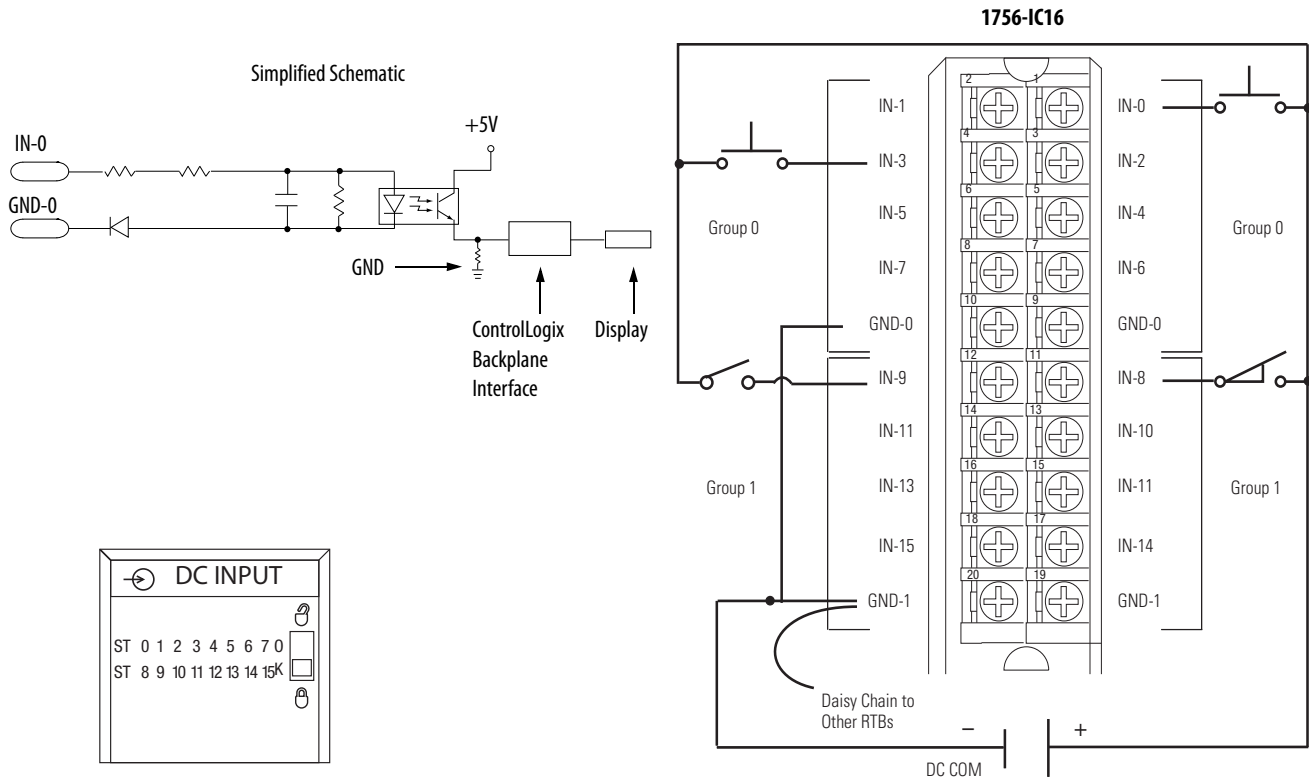 1756-IC16
Simplified Schematic
+5V
IN-0
GND-0
GND
ControlLogix
Backplane
Interface
Display
2 1
IN-1 IN-0
4 3
IN-3 IN-2
6 5
IN-5 IN-4
Group 0 Group 0
8 7
IN-7 IN-6
10 9
GND-0 GND-0
12 11
IN-9 IN-8
14 13
IN-11 IN-10
16 15
IN-13 IN-11
Group 1 Group 1
18 17
IN-15 IN-14
20 19
GND-1 GND-1
Daisy Chain to
Other RTBs
− +
DC COM
DC INPUT
ST 0 1 2 3 4 5 6 7 O
ST 8 9 10 11 12 13 14 15 K